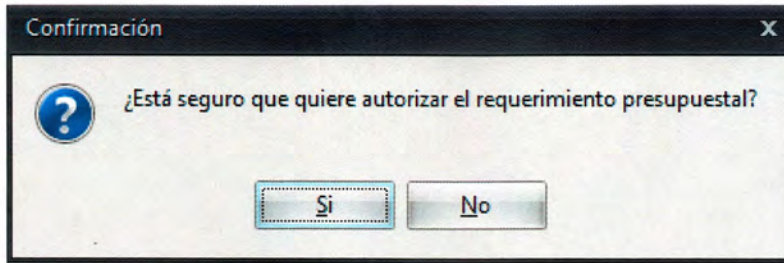 Confirmación
x
¿Está seguro que quiere autorizar el requerimiento presupuestal?
Si
No